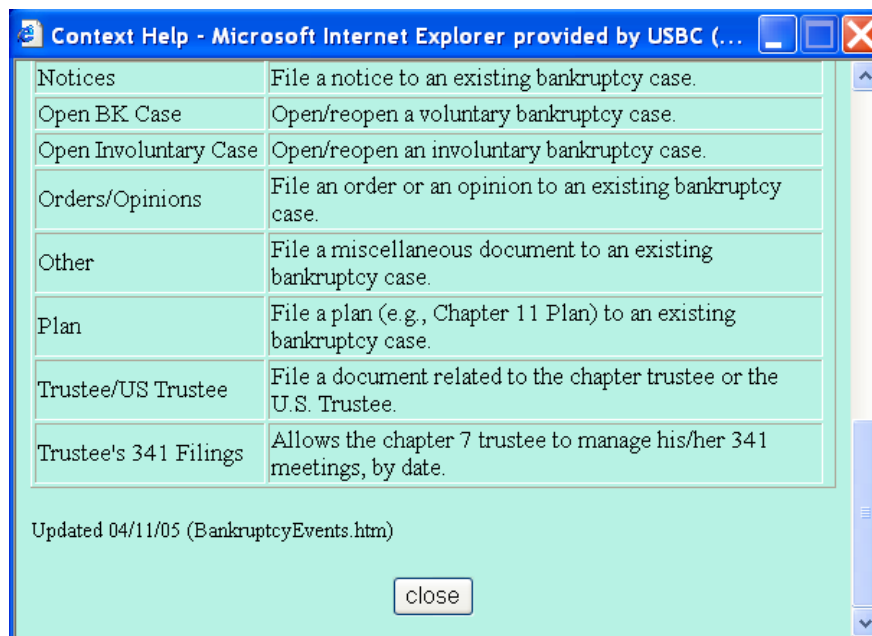 Context Help - Microsoft Internet Explorer provided by USBC (...
Notices File a notice to an existing bankruptcy case.
Open BK Case Open/reopen a voluntary bankruptcy case.
Open Involuntary Case Open/reopen an involuntary bankruptcy case.
Orders/Opinions File an order or an opinion to an existing bankruptcy
case.
Other File a miscellaneous document to an existing
bankruptcy case.
Plan File a plan (e.g., Chapter 11 Plan) to an existing
bankruptcy case.
Trustee/US Trustee File a document related to the chapter trustee or the
U.S. Trustee.
Trustee's 341 Filings Allows the chapter 7 trustee to manage his/her 341
meetings, by date.
Updated 04/11/05 (BankruptcyEvents.htm)
close